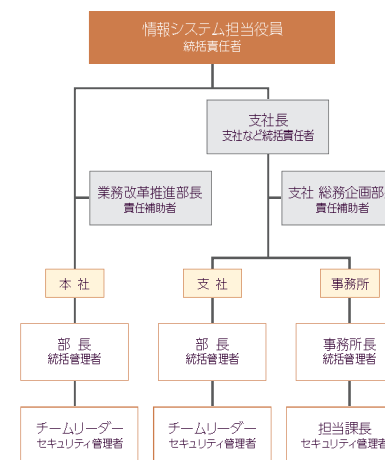 情報システム担当役員
統括責任者
支社長
支社など統括責任者
業務改革推進部長
責任補助者
支社 総務企画部
責任補助者
本 社
支 社
事務所
部 長
統括管理者
部 長
統括管理者
事務所長
統括管理者
チームリーダー
セキュリティ管理者
チームリーダー
セキュリティ管理者
担当課長
セキュリティ管理者